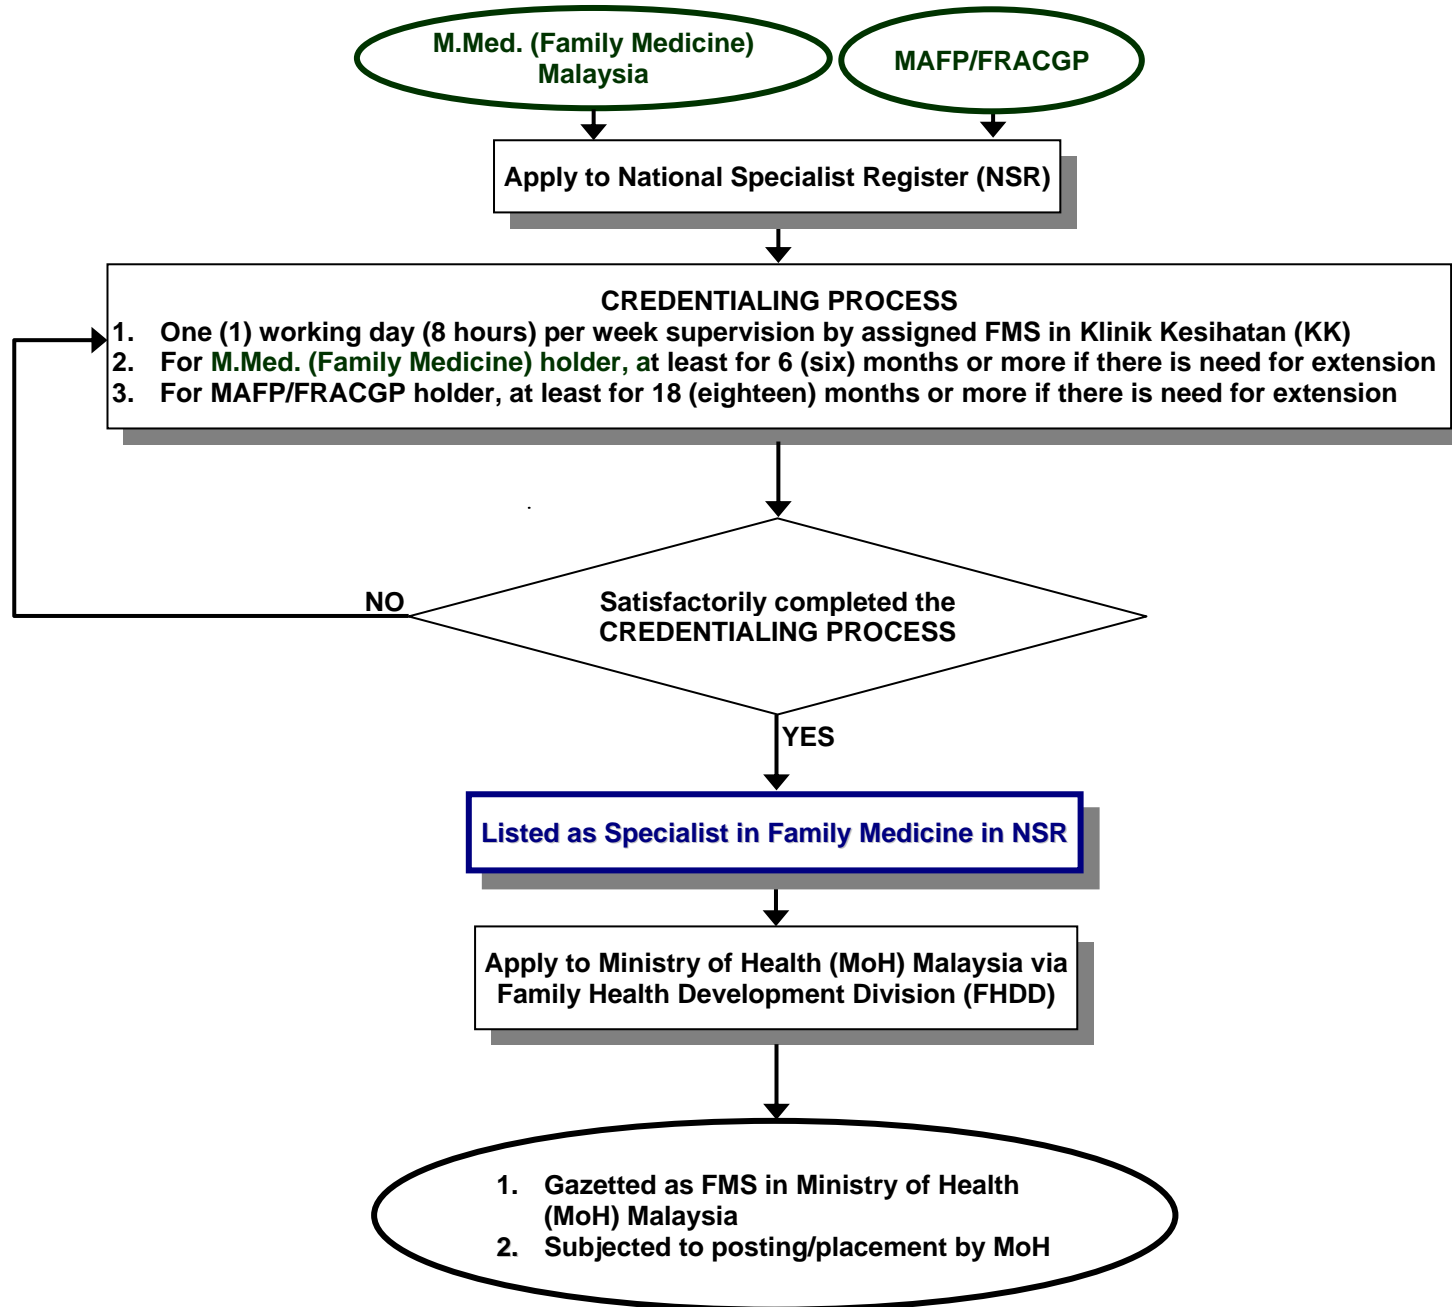 M.Med. (Family Medicine)
Malaysia
MAFP/FRACGP
Apply to National Specialist Register (NSR)
CREDENTIALING PROCESS
1. One (1) working day (8 hours) per week supervision by assigned FMS in Klinik Kesihatan (KK)
2. For M.Med. (Family Medicine) holder, at least for 6 (six) months or more if there is need for extension
3. For MAFP/FRACGP holder, at least for 18 (eighteen) months or more if there is need for extension
Satisfactorily completed the
CREDENTIALING PROCESS
NO
YES
Listed as Specialist in Family Medicine in NSR
Apply to Ministry of Health (MoH) Malaysia via
Family Health Development Division (FHDD)
1. Gazetted as FMS in Ministry of Health
(MoH) Malaysia
2. Subjected to posting/placement by MoH